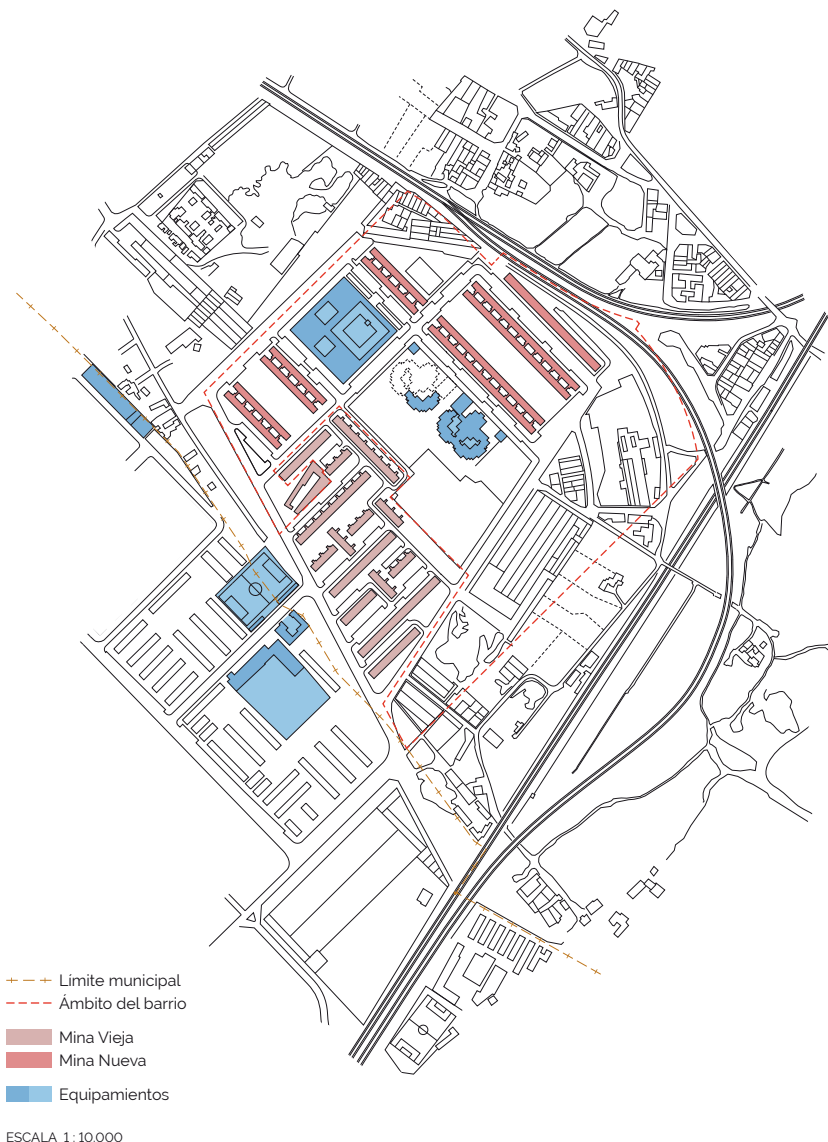 Límite municipal
Ámbito del barrio
Mina Vieja
Mina Nueva
Equipamientos
ESCALA 1 : 10.000